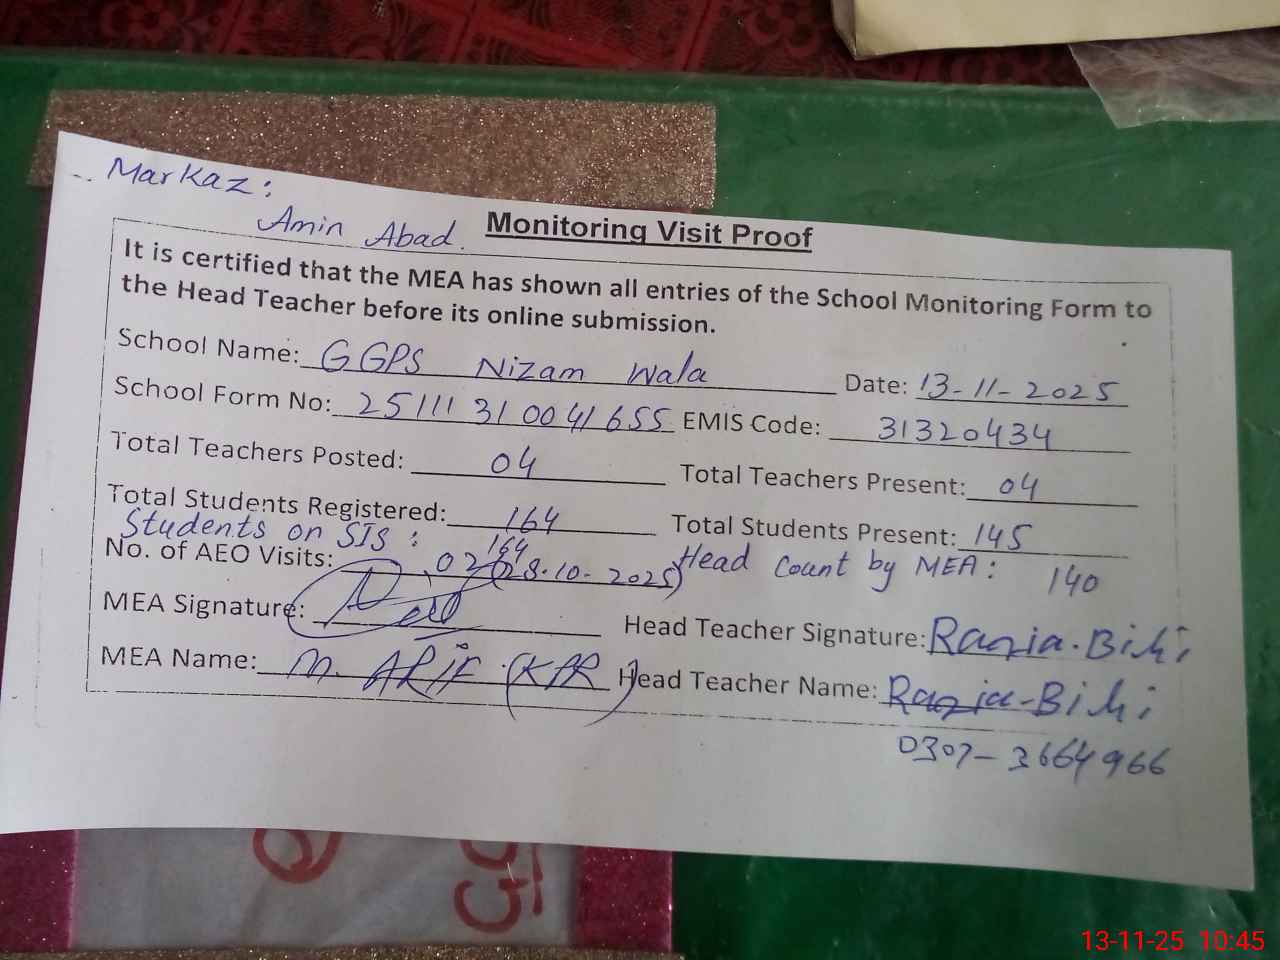 Markaz:
Amin Abad.
Monitoring Visit Proof
It is certified that the MEA has shown all entries of the School Monitoring Form to
the Head Teacher before its online submission.
School Name: GGPS Nizam Wala Date: 13-11-2025
School Form No: 25111310041655 EMIS Code: 31320434
Total Teachers Posted: 04 Total Teachers Present: 04
Total Students Registered: 164 Total Students Present: 145
Students on SIS: 164 Head Count by MEA: 140
No. of AEO Visits: 02 (28-10-2025)
MEA Signature: Head Teacher Signature: Razia.Bibi
MEA Name: M. ARIF (KPR) Head Teacher Name: Razia-Bibi
0307-3664966
13-11-25 10:45